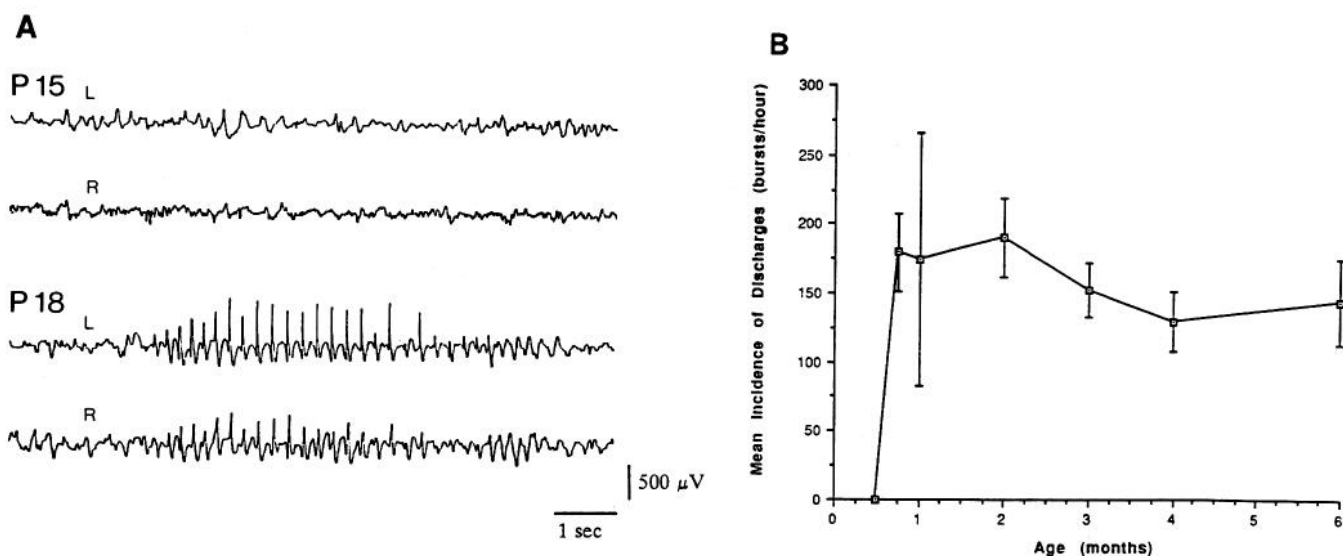 A
P 15
L
R
P 18
L
R
500 μV
1 sec
B
Mean Incidence of Discharges (bursts/hour)
300
250
200
150
100
50
0
0 1 2 3 4 5 6
Age (months)